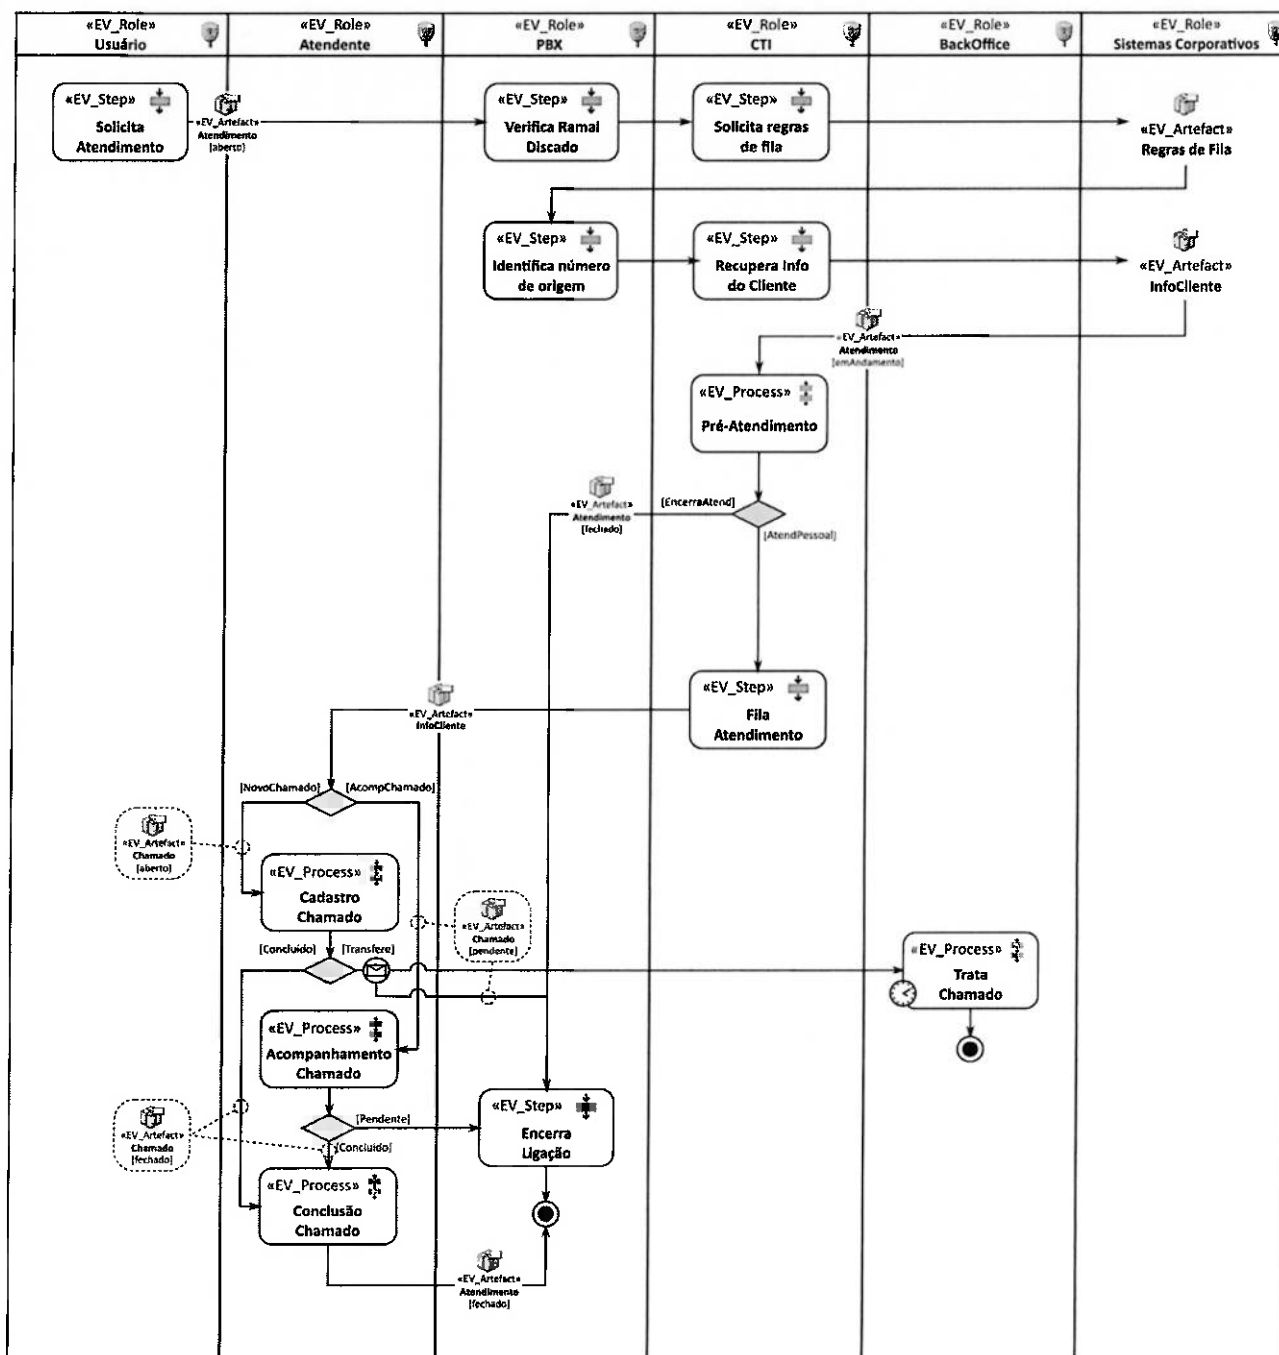 «EV_Role»
Usuário
«EV_Role»
Atendente
«EV_Role»
PBX
«EV_Role»
CTI
«EV_Role»
BackOffice
«EV_Role»
Sistemas Corporativos
«EV_Step»
Solicita
Atendimento
«EV_Artefact»
Atendimento
[aberto]
«EV_Step»
Verifica Ramal
Discado
«EV_Step»
Solicita regras
de fila
«EV_Artefact»
Regras de Fila
«EV_Step»
Identifica número
de origem
«EV_Step»
Recupera Info
do Cliente
«EV_Artefact»
InfoCliente
«EV_Artefact»
Atendimento
[emAndamento]
«EV_Process»
Pré-Atendimento
«EV_Artefact»
Atendimento
[fechado]
[EncerraAtend]
[AtendPessoal]
«EV_Step»
Fila
Atendimento
«EV_Artefact»
InfoCliente
[NovoChamado]
[AcompChamado]
«EV_Artefact»
Chamado
[aberto]
«EV_Process»
Cadastro
Chamado
«EV_Artefact»
Chamado
[pendente]
[Concluído]
[Transfere]
«EV_Process»
Trata
Chamado
«EV_Process»
Acompanhamento
Chamado
«EV_Artefact»
Chamado
[fechado]
[Pendente]
[Concluído]
«EV_Step»
Encerra
Ligação
«EV_Process»
Conclusão
Chamado
«EV_Artefact»
Atendimento
[fechado]